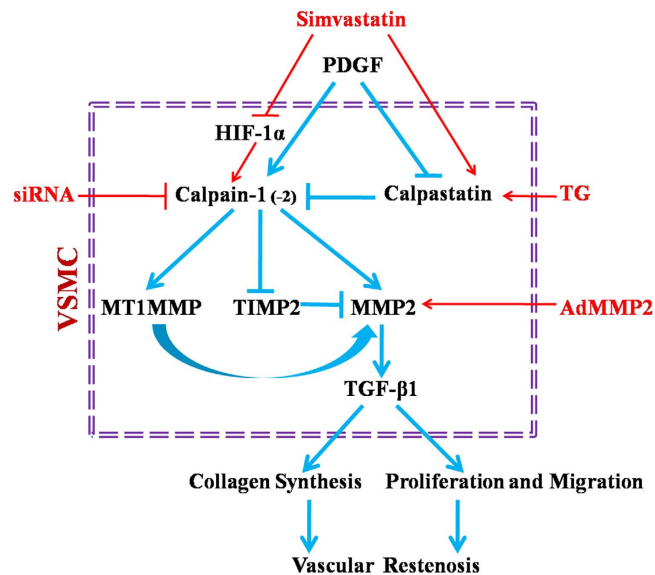 Simvastatin
PDGF
HIF-1α
siRNA
Calpain-1 (-2)
Calpastatin
TG
VSMC
MT1MMP
TIMP2
MMP2
AdMMP2
TGF-β1
Collagen Synthesis
Proliferation and Migration
Vascular Restenosis